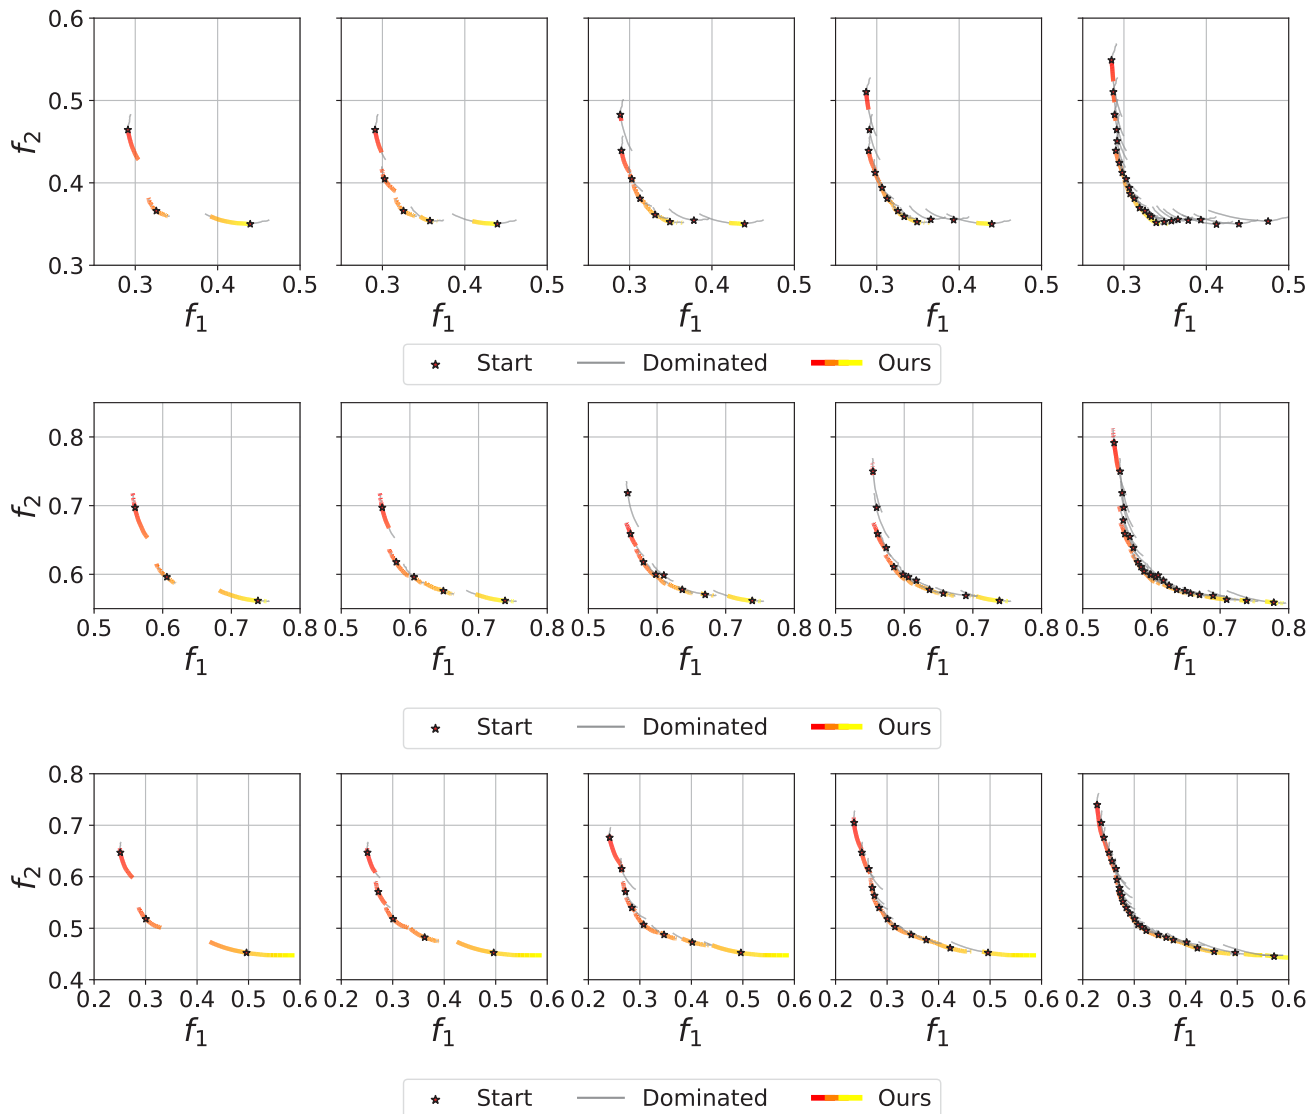 0.6
0.5
0.4
0.3
f2
0.3 0.4 0.5 0.3 0.4 0.5 0.3 0.4 0.5 0.3 0.4 0.5 0.3 0.4 0.5
f1 f1 f1 f1 f1
Start Dominated Ours
0.8
0.7
0.6
f2
0.5 0.6 0.7 0.8 0.5 0.6 0.7 0.8 0.5 0.6 0.7 0.8 0.5 0.6 0.7 0.8 0.5 0.6 0.7 0.8
f1 f1 f1 f1 f1
Start Dominated Ours
0.8
0.7
0.6
0.5
0.4
f2
0.2 0.3 0.4 0.5 0.6 0.2 0.3 0.4 0.5 0.6 0.2 0.3 0.4 0.5 0.6 0.2 0.3 0.4 0.5 0.6 0.2 0.3 0.4 0.5 0.6
f1 f1 f1 f1 f1
Start Dominated Ours